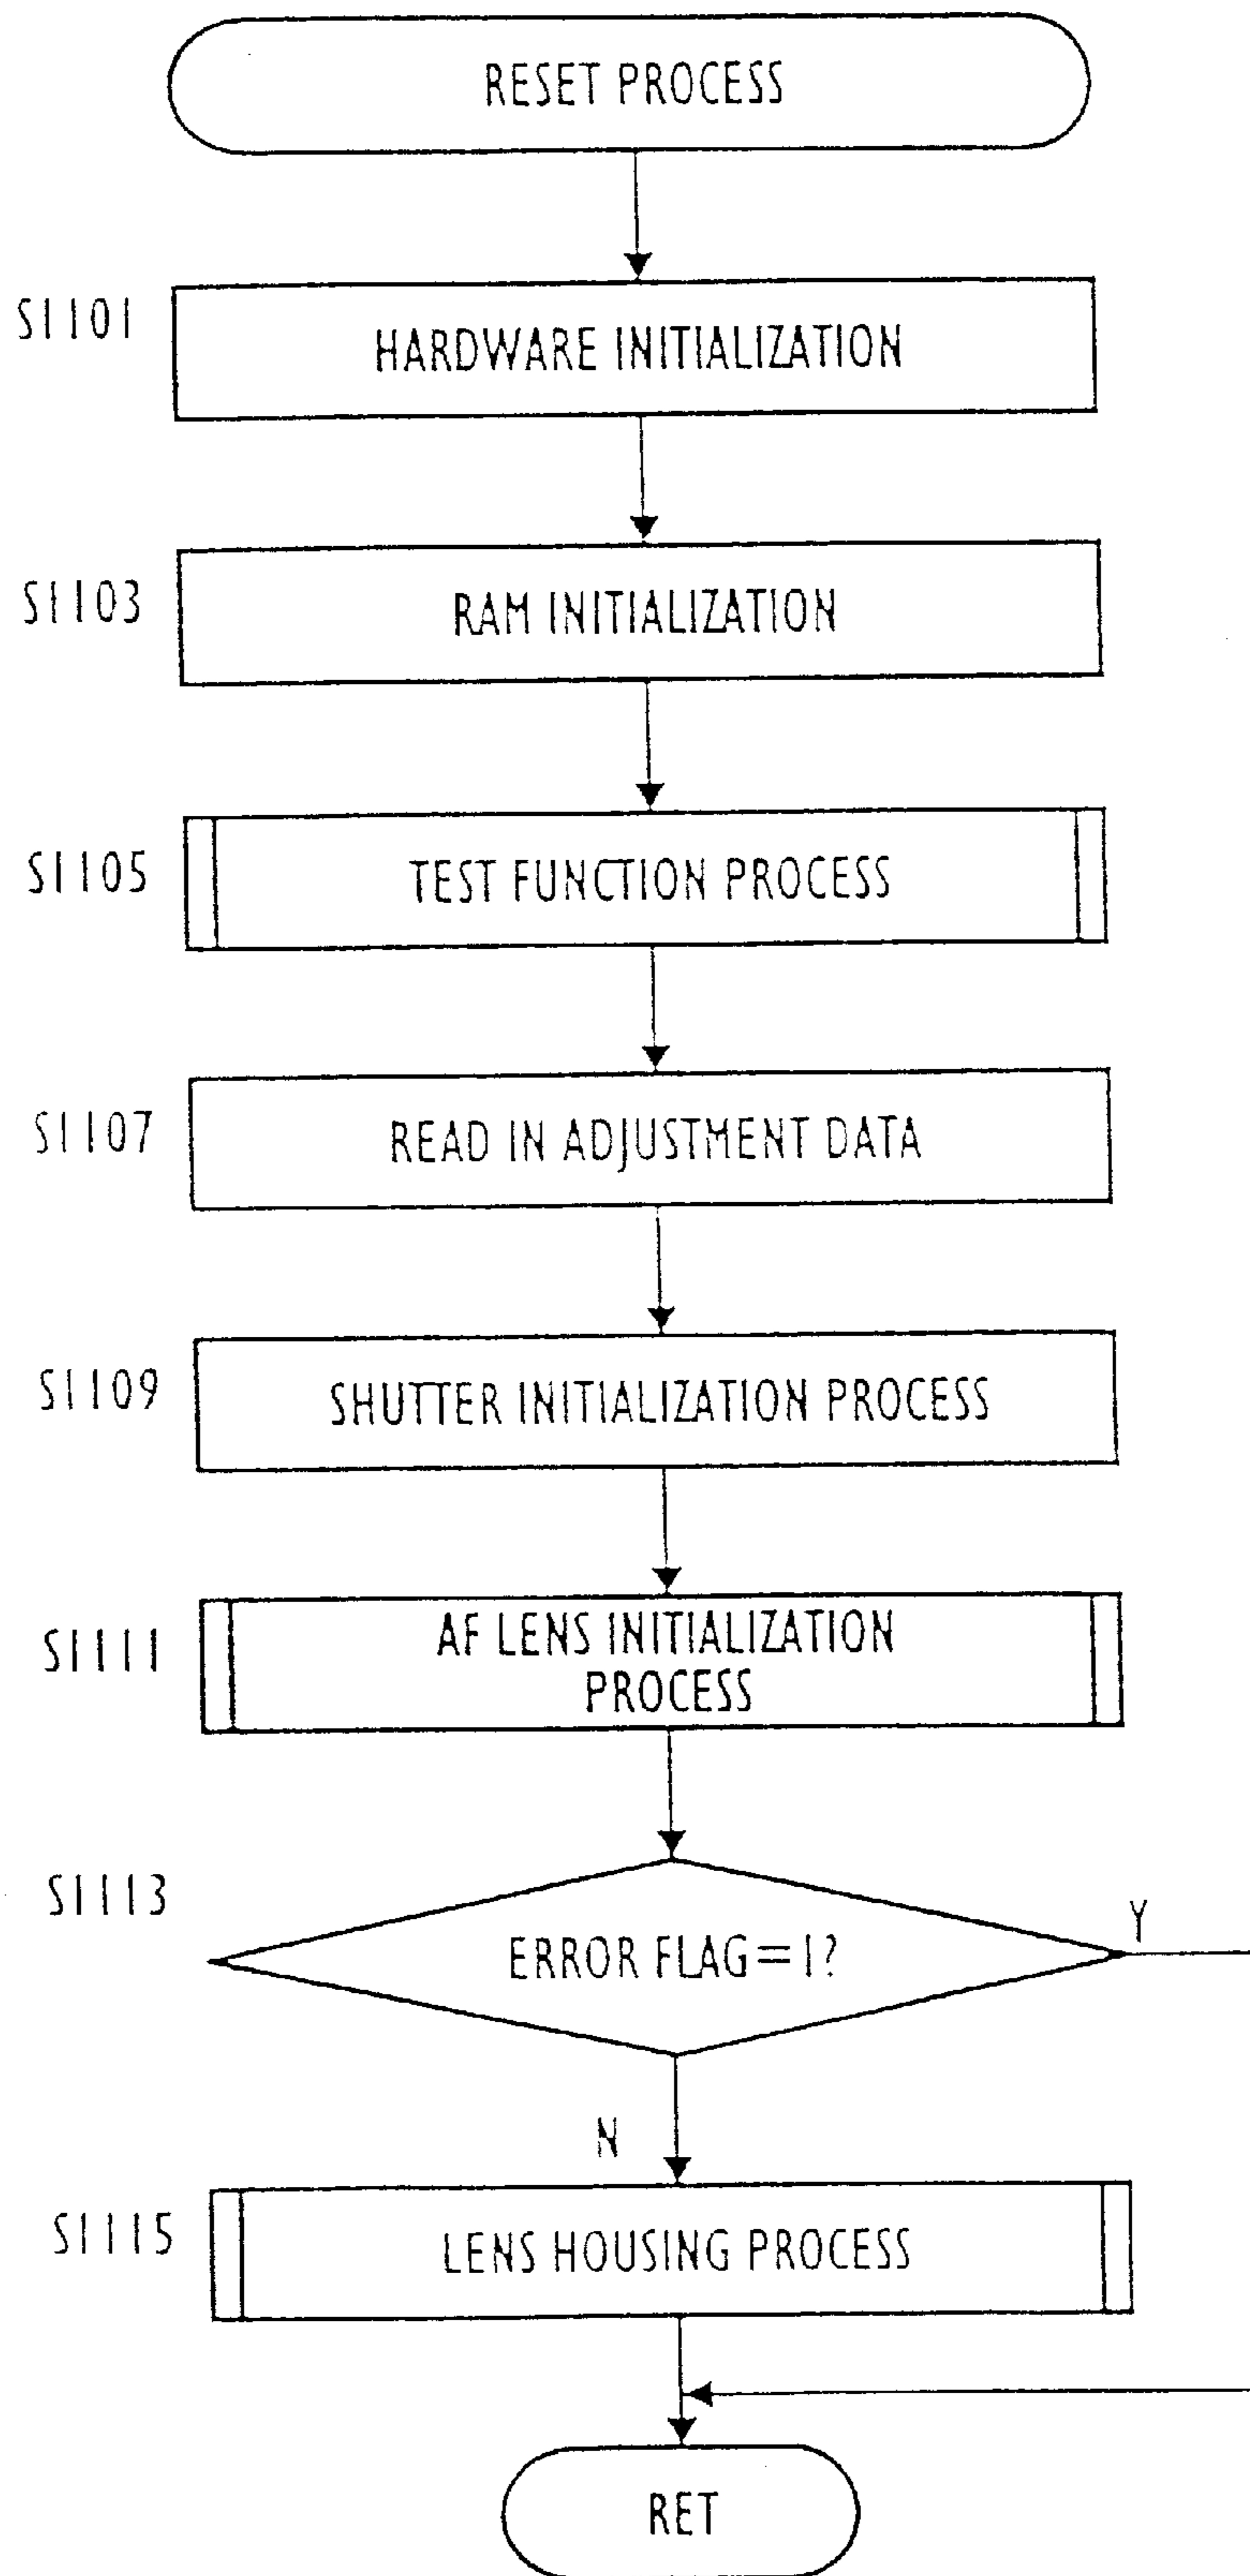 RESET PROCESS
S1101
HARDWARE INITIALIZATION
S1103
RAM INITIALIZATION
S1105
TEST FUNCTION PROCESS
S1107
READ IN ADJUSTMENT DATA
S1109
SHUTTER INITIALIZATION PROCESS
S1111
AF LENS INITIALIZATION
PROCESS
S1113
ERROR FLAG=1?
Y
N
S1115
LENS HOUSING PROCESS
RET